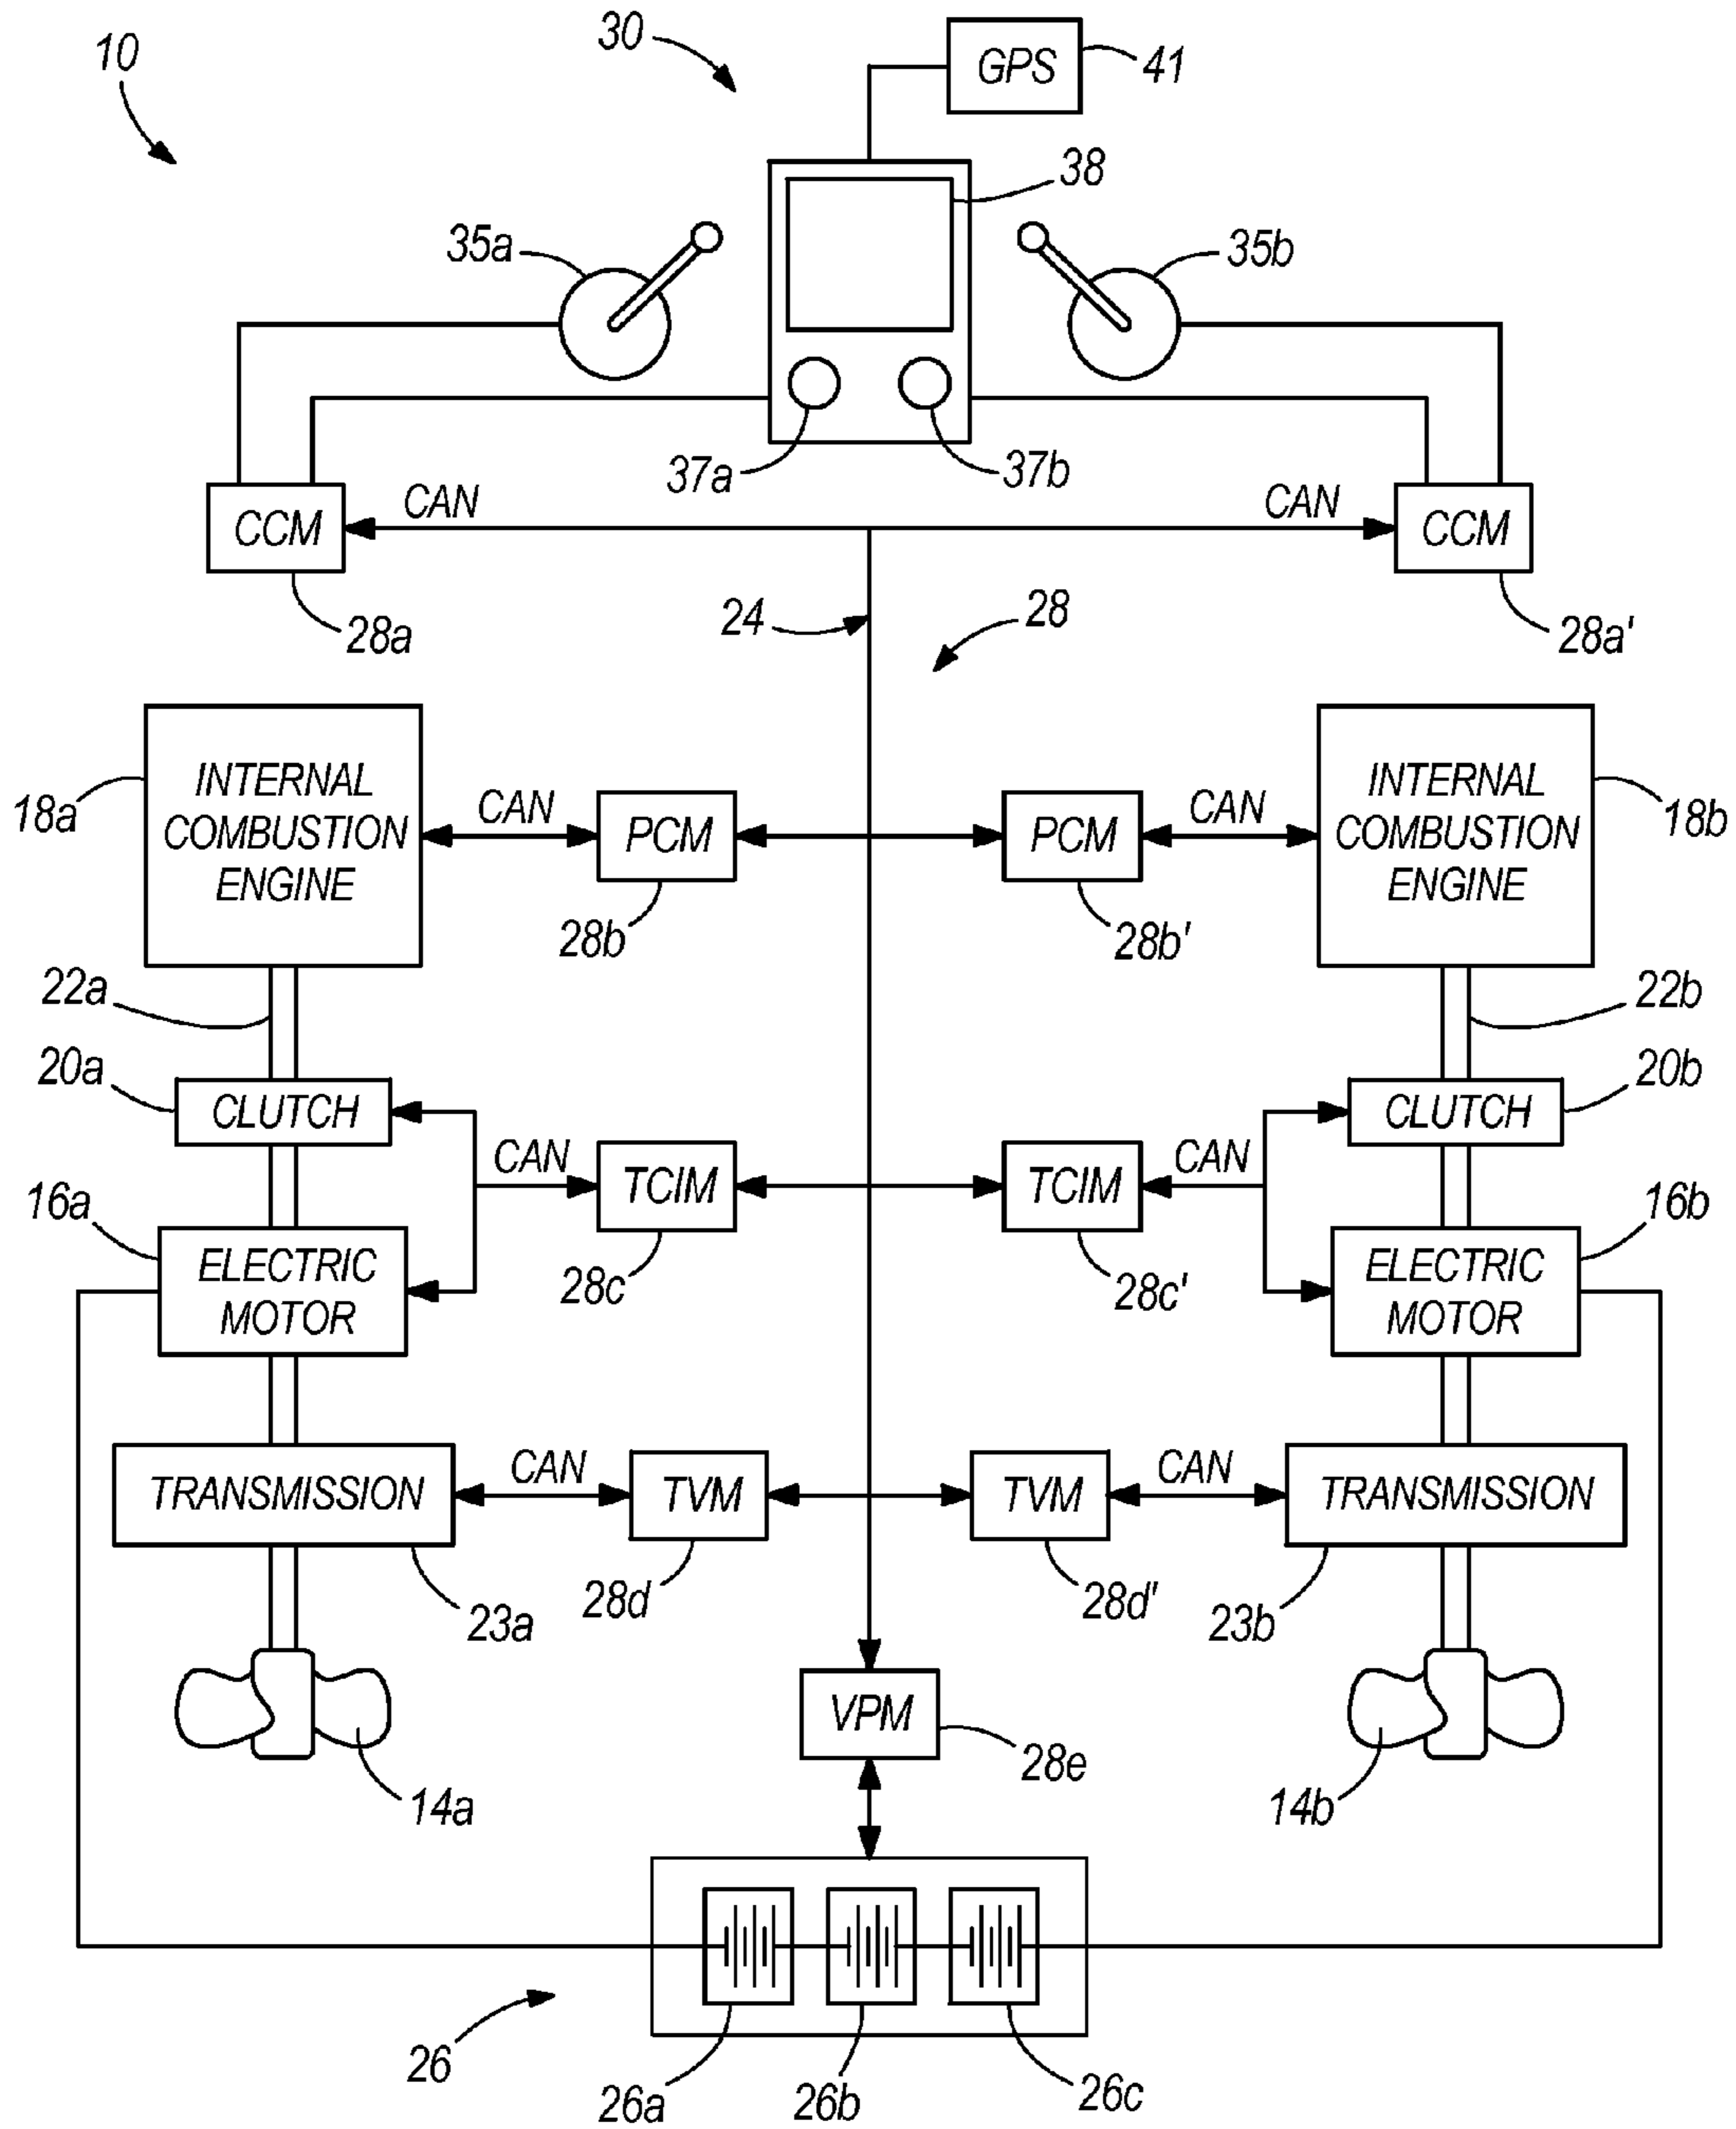 10
30
GPS
41
38
35a
35b
37a
37b
CAN
CAN
CCM
CCM
28a
24
28
28a'
INTERNAL
COMBUSTION
ENGINE
INTERNAL
COMBUSTION
ENGINE
18a
CAN
PCM
PCM
CAN
18b
28b
28b'
22a
22b
20a
CLUTCH
CLUTCH
20b
CAN
TCIM
TCIM
CAN
16a
16b
ELECTRIC
MOTOR
ELECTRIC
MOTOR
28c
28c'
TRANSMISSION
CAN
TVM
TVM
CAN
TRANSMISSION
23a
28d
28d'
23b
VPM
28e
14a
14b
26
26a
26b
26c